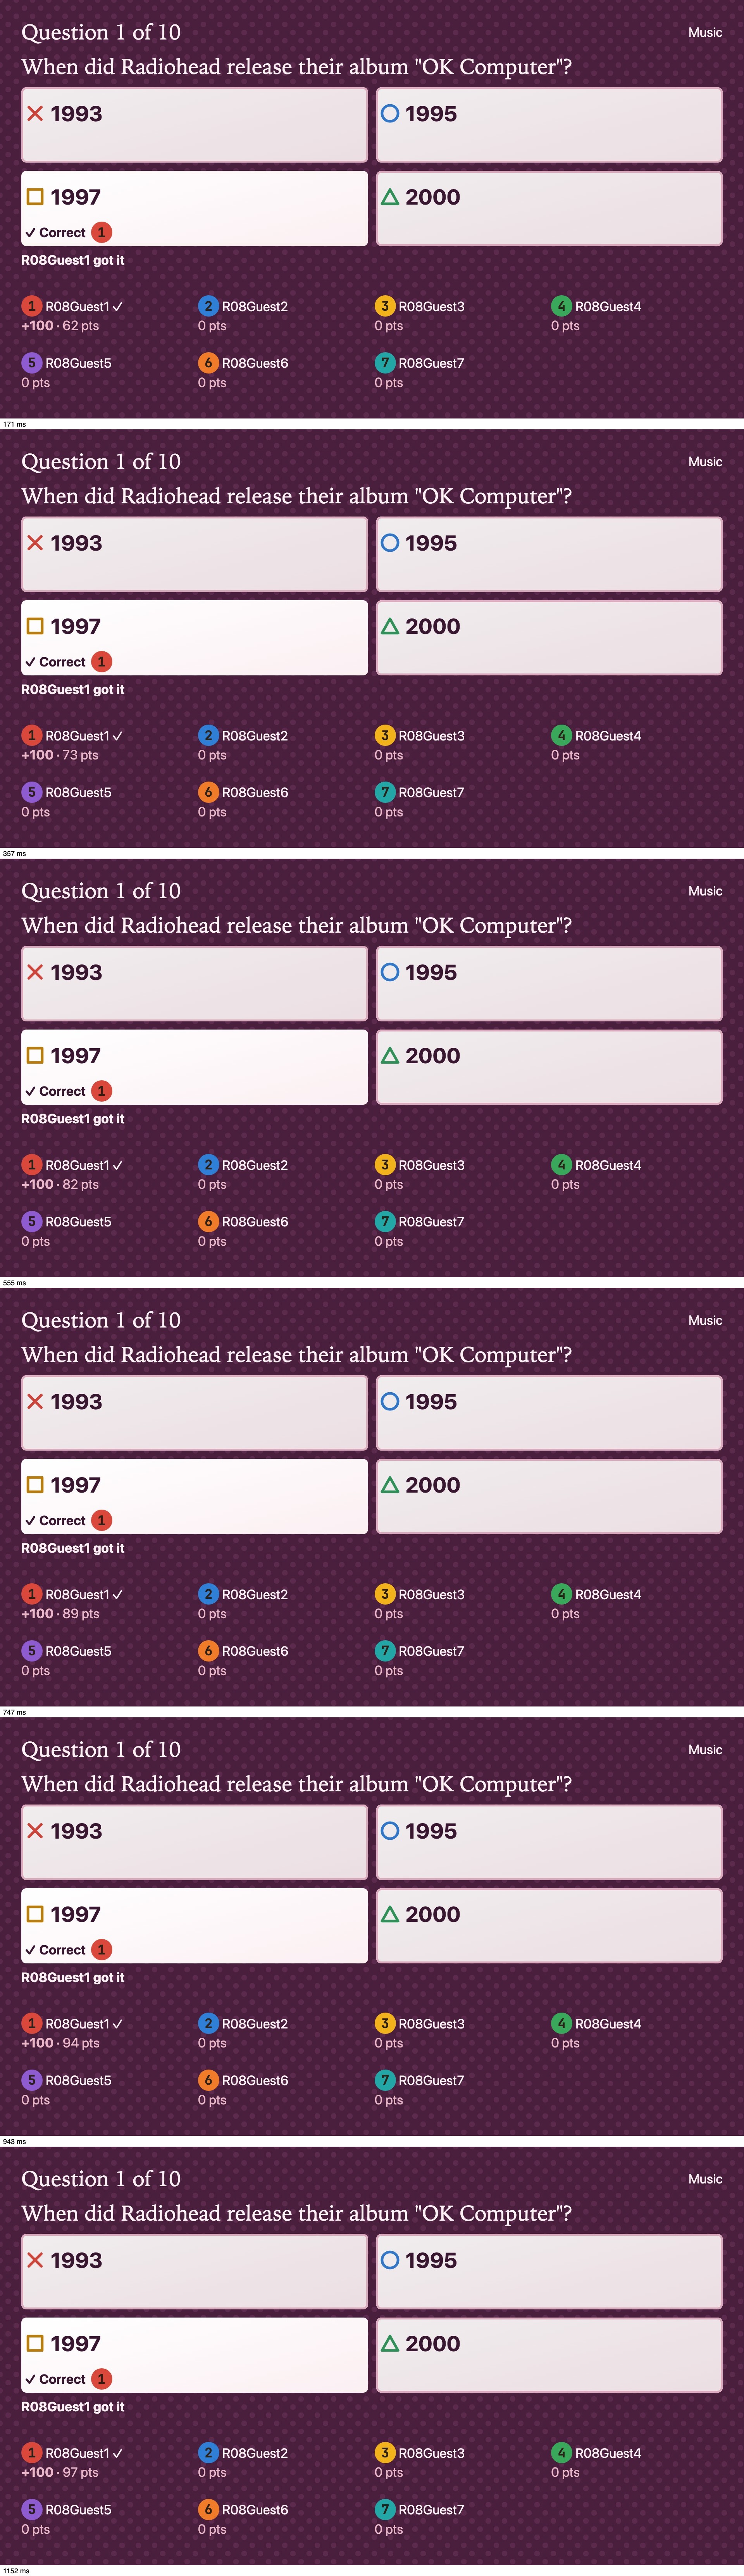 Question 1 of 10 Music
When did Radiohead release their album "OK Computer"?
1993 1995
1997 2000
✓ Correct 1
R08Guest1 got it
1 R08Guest1 ✓ 2 R08Guest2 3 R08Guest3 4 R08Guest4
+100 · 62 pts 0 pts 0 pts 0 pts
5 R08Guest5 6 R08Guest6 7 R08Guest7
0 pts 0 pts 0 pts
171 ms
Question 1 of 10 Music
When did Radiohead release their album "OK Computer"?
1993 1995
1997 2000
✓ Correct 1
R08Guest1 got it
1 R08Guest1 ✓ 2 R08Guest2 3 R08Guest3 4 R08Guest4
+100 · 73 pts 0 pts 0 pts 0 pts
5 R08Guest5 6 R08Guest6 7 R08Guest7
0 pts 0 pts 0 pts
357 ms
Question 1 of 10 Music
When did Radiohead release their album "OK Computer"?
1993 1995
1997 2000
✓ Correct 1
R08Guest1 got it
1 R08Guest1 ✓ 2 R08Guest2 3 R08Guest3 4 R08Guest4
+100 · 82 pts 0 pts 0 pts 0 pts
5 R08Guest5 6 R08Guest6 7 R08Guest7
0 pts 0 pts 0 pts
555 ms
Question 1 of 10 Music
When did Radiohead release their album "OK Computer"?
1993 1995
1997 2000
✓ Correct 1
R08Guest1 got it
1 R08Guest1 ✓ 2 R08Guest2 3 R08Guest3 4 R08Guest4
+100 · 89 pts 0 pts 0 pts 0 pts
5 R08Guest5 6 R08Guest6 7 R08Guest7
0 pts 0 pts 0 pts
747 ms
Question 1 of 10 Music
When did Radiohead release their album "OK Computer"?
1993 1995
1997 2000
✓ Correct 1
R08Guest1 got it
1 R08Guest1 ✓ 2 R08Guest2 3 R08Guest3 4 R08Guest4
+100 · 94 pts 0 pts 0 pts 0 pts
5 R08Guest5 6 R08Guest6 7 R08Guest7
0 pts 0 pts 0 pts
943 ms
Question 1 of 10 Music
When did Radiohead release their album "OK Computer"?
1993 1995
1997 2000
✓ Correct 1
R08Guest1 got it
1 R08Guest1 ✓ 2 R08Guest2 3 R08Guest3 4 R08Guest4
+100 · 97 pts 0 pts 0 pts 0 pts
5 R08Guest5 6 R08Guest6 7 R08Guest7
0 pts 0 pts 0 pts
1152 ms